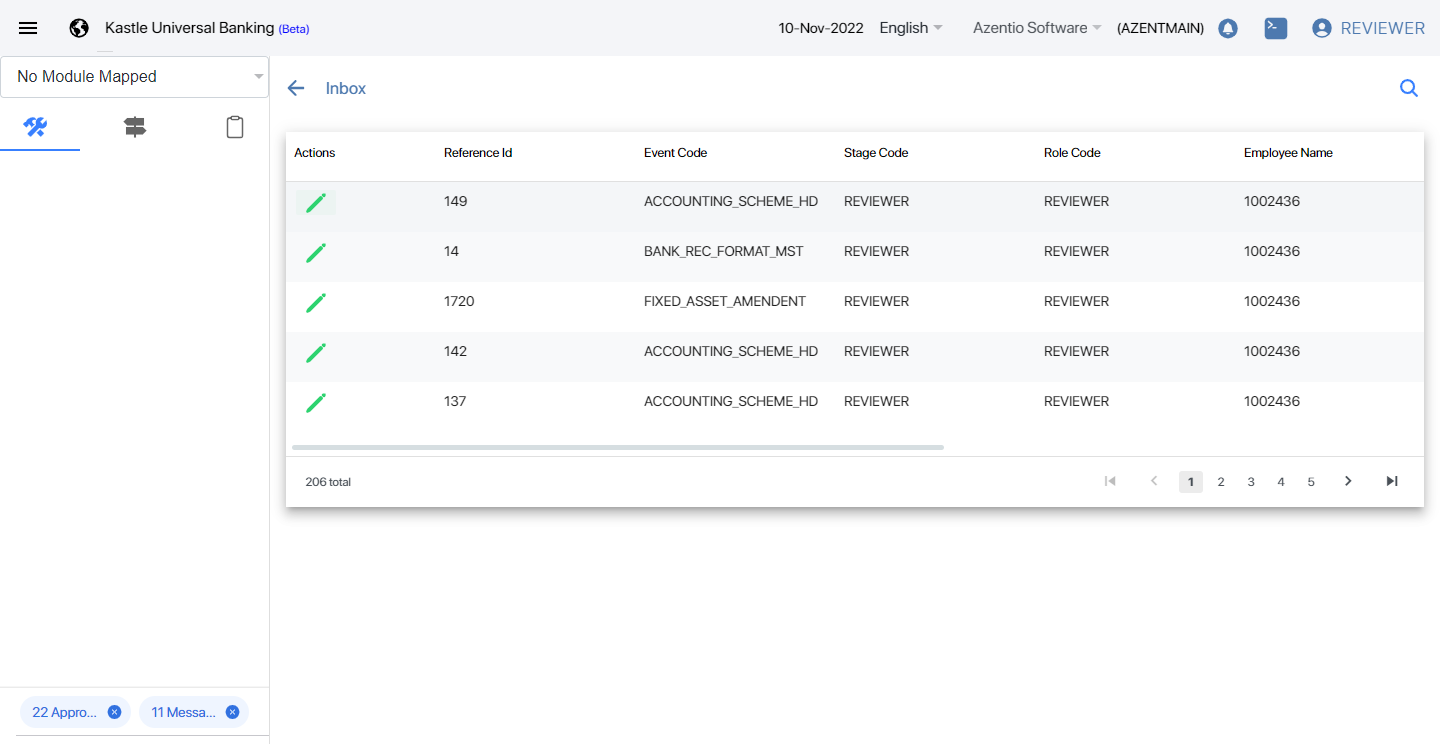 Kastle Universal Banking (Beta)
10-Nov-2022 English Azentio Software (AZENTMAIN) REVIEWER
No Module Mapped
Inbox
Actions Reference Id Event Code Stage Code Role Code Employee Name
149 ACCOUNTING_SCHEME_HD REVIEWER REVIEWER 1002436
14 BANK_REC_FORMAT_MST REVIEWER REVIEWER 1002436
1720 FIXED_ASSET_AMENDENT REVIEWER REVIEWER 1002436
142 ACCOUNTING_SCHEME_HD REVIEWER REVIEWER 1002436
137 ACCOUNTING_SCHEME_HD REVIEWER REVIEWER 1002436
206 total 1 2 3 4 5
22 Appro... 11 Messa...